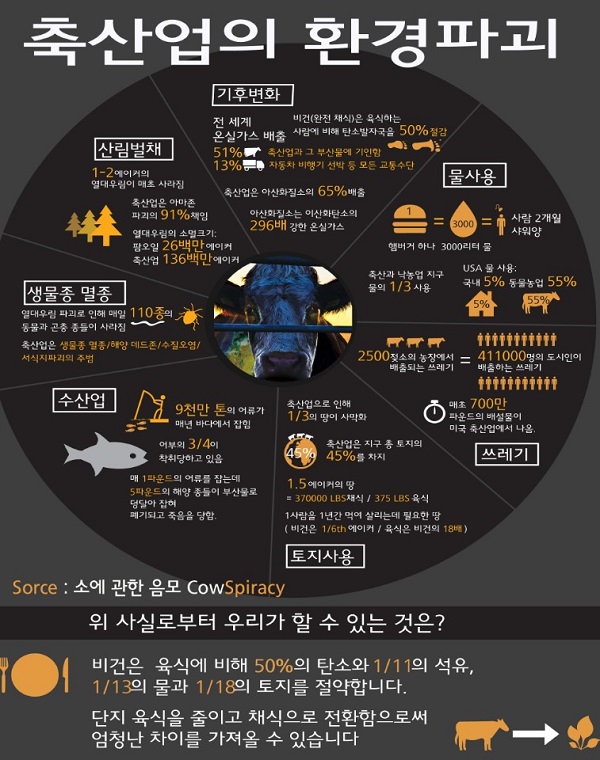 축산업의 환경파괴
기후변화
전 세계
온실가스 배출
51%
13%
비건(완전 채식)은 육식하는
사람에 비해 탄소발자국을 50%절감
축산업과 그 부산물에 기인함
자동차 비행기 선박 등 모든 교통수단
축산업은 아산화질소의 65%배출
아산화질소는 이산화탄소의
296배 강한 온실가스
물사용
1
=
3000
=
사람 2개월
샤워양
햄버거 하나 3000리터 물
축산과 낙농업 지구
물의 1/3 사용
USA 물 사용:
국내 5% 동물농업 55%
5%
55%
2500젖소의 농장에서
배출되는 쓰레기
=
411000명의 도시인이
배출하는 쓰레기
매초 700만
파운드의 배설물이
미국 축산업에서 나옴.
쓰레기
축산업으로 인해
1/3의 땅이 사막화
45%
축산업은 지구 총 토지의
45%를 차지
1.5 에이커의 땅
= 370000 LBS채식 / 375 LBS 육식
1사람을 1년간 먹여 살리는데 필요한 땅
( 비건은 1/6th 에이커 / 육식은 비건의 18배 )
토지사용
수산업
9천만 톤의 어류가
매년 바다에서 잡힘
어부의 3/4이
착취당하고 있음
매 1파운드의 어류를 잡는데
5파운드의 해양 종들이 부산물로
덩달아 잡혀
폐기되고 죽음을 당함.
생물종 멸종
열대우림 파괴로 인해 매일 110종의
동물과 곤충 종들이 사라짐
축산업은 생물종 멸종/해양 데드존/수질오염/
서식지파괴의 주범
산림벌채
1-2에이커의
열대우림이 매초 사라짐
축산업은 아마존
파괴의 91%책임
열대우림의 소멸크기:
팜오일 26백만에이커
축산업 136백만에이커
Sorce : 소에 관한 음모 CowSpiracy
위 사실로부터 우리가 할 수 있는 것은?
비건은 육식에 비해 50%의 탄소와 1/11의 석유,
1/13의 물과 1/18의 토지를 절약합니다.
단지 육식을 줄이고 채식으로 전환함으로써
엄청난 차이를 가져올 수 있습니다